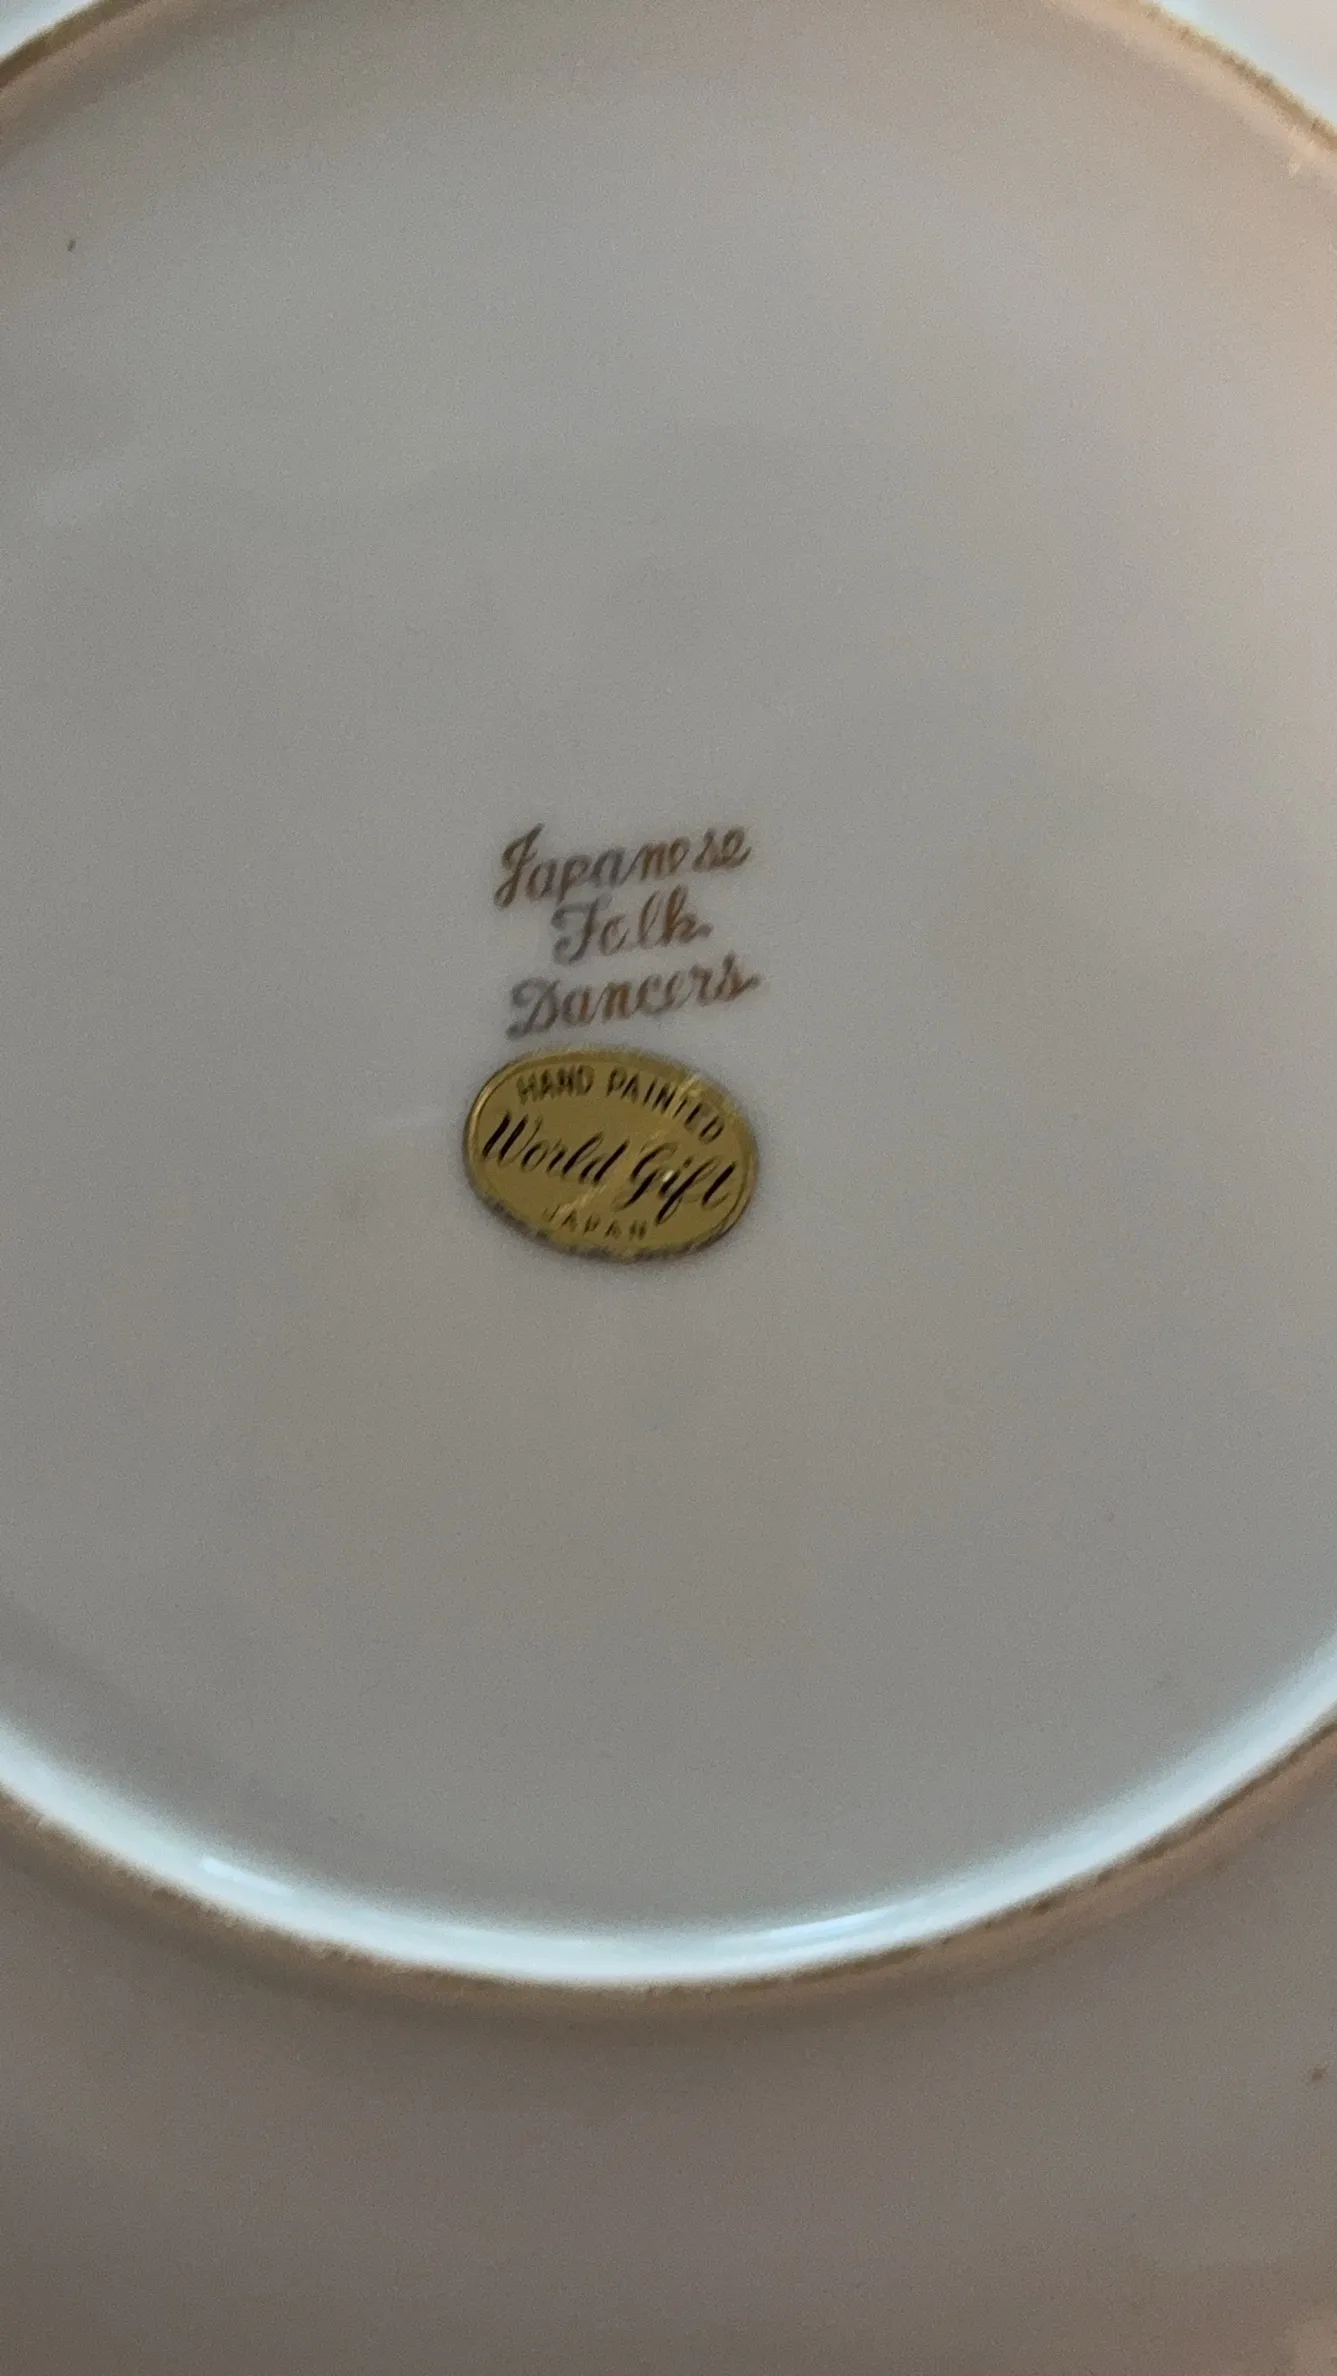 Japanese
Folk
Dancers
HAND PAINTED
World Gift
JAPAN